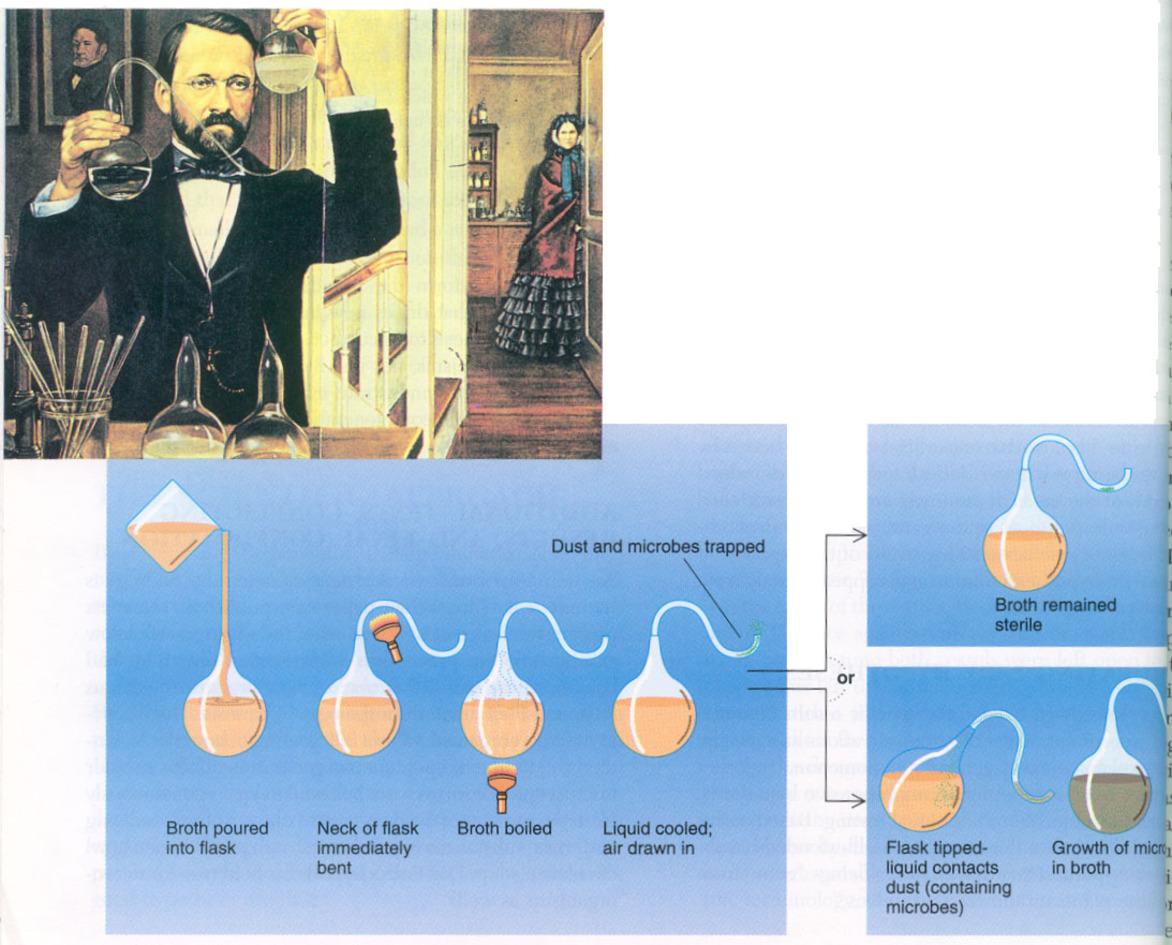 Dust and microbes trapped
Broth poured
into flask
Neck of flask
immediately
bent
Broth boiled
Liquid cooled;
air drawn in
or
Broth remained
sterile
Flask tipped-
liquid contacts
dust (containing
microbes)
Growth of micro
in broth